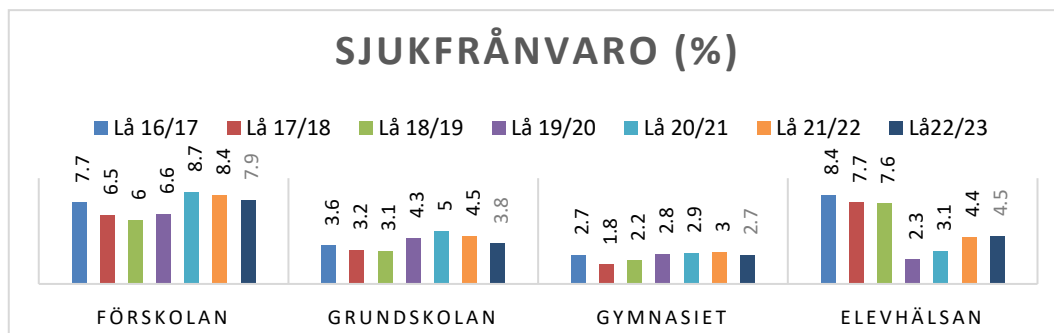 SJUKFRÅNVARO (%)
Lå 16/17 Lå 17/18 Lå 18/19 Lå 19/20 Lå 20/21 Lå 21/22 Lå22/23
7.7 6.5 6 6.6 8.7 8.4 7.9
3.6 3.2 3.1 4.3 5 4.5 3.8
2.7 1.8 2.2 2.8 2.9 3 2.7
8.4 7.7 7.6 2.3 3.1 4.4 4.5
FÖRSKOLAN GRUNDSKOLAN GYMNASIET ELEVHÄLSAN